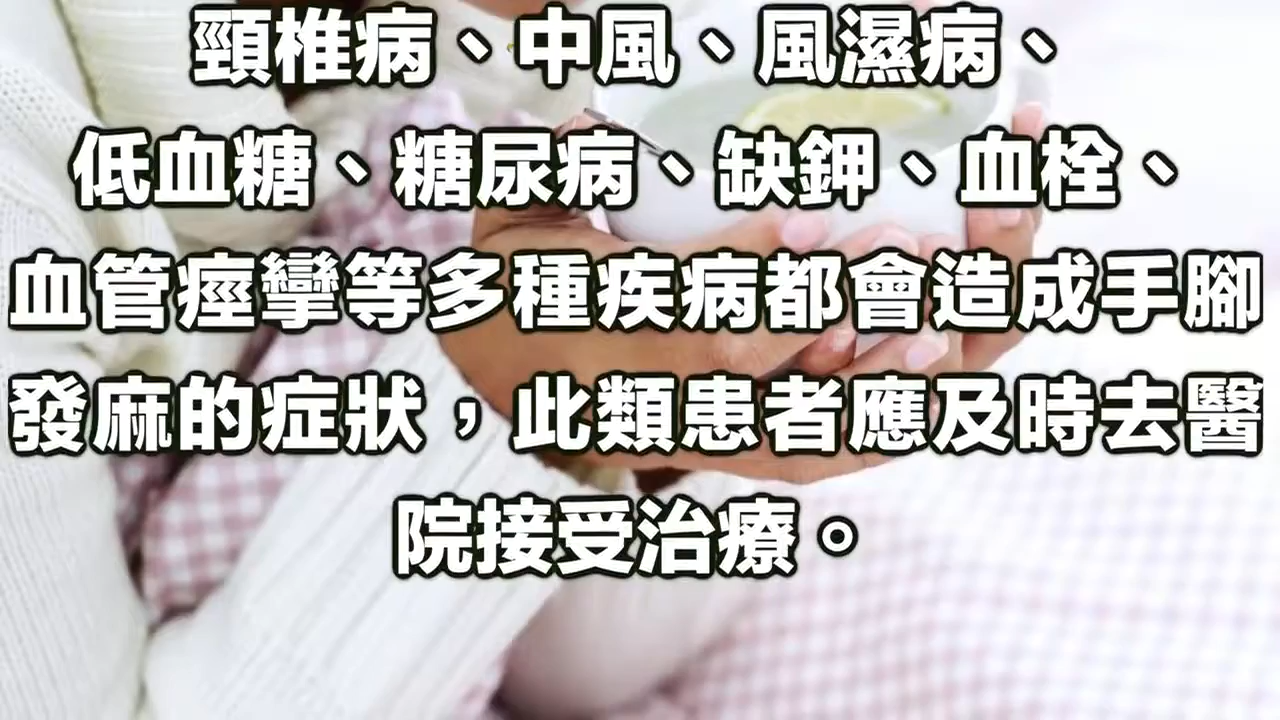 頸椎病、中風、風濕病、
低血糖、糖尿病、缺鉀、血栓、
血管痙攣等多種疾病都會造成手腳
發麻的症狀，此類患者應及時去醫
院接受治療。